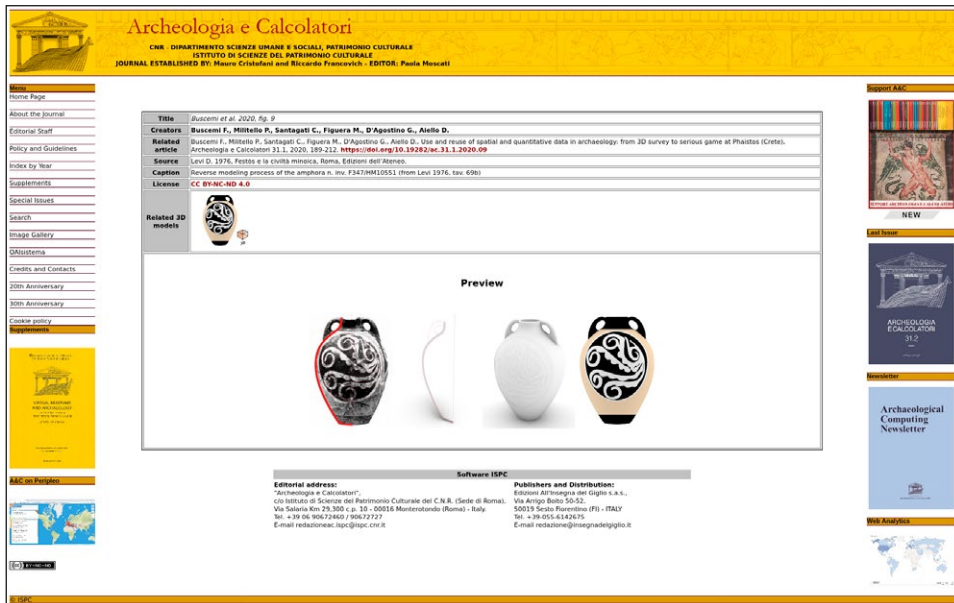 Archeologia e Calcolatori
CNR - DIPARTIMENTO SCIENZE UMANE E SOCIALI, PATRIMONIO CULTURALE
ISTITUTO DI SCIENZE DEL PATRIMONIO CULTURALE
JOURNAL ESTABLISHED BY: Mauro Cristofani and Riccardo Francovich - EDITOR: Paola Moscati
Menu
Home Page
About the Journal
Editorial Staff
Policy and Guidelines
Index by Year
Supplements
Special Issues
Search
Image Gallery
OAIsistema
Credits and Contacts
20th Anniversary
30th Anniversary
Cookie policy
Supplements
A&C on Peripleo
BY-NC-ND
Title Buscemi et al. 2020, fig. 9
Creators Buscemi F., Militello P., Santagati C., Figuera M., D'Agostino G., Aiello D.
Related article Buscemi F., Militello P., Santagati C., Figuera M., D'Agostino G., Aiello D., Use and reuse of spatial and quantitative data in archaeology: from 3D survey to serious game at Phaistos (Crete),
Archeologia e Calcolatori 31.1, 2020, 189-212. https://doi.org/10.19282/ac.31.1.2020.09
Source Levi D. 1976, Festòs e la civiltà minoica, Roma, Edizioni dell'Ateneo.
Caption Reverse modeling process of the amphora n. inv. F347/HM10551 (from Levi 1976, tav. 69b)
License CC BY-NC-ND 4.0
Related 3D models
Preview
Software ISPC
Editorial address:
"Archeologia e Calcolatori",
c/o Istituto di Scienze del Patrimonio Culturale del C.N.R. (Sede di Roma),
Via Salaria Km 29,300 c.p. 10 - 00016 Monterotondo (Roma) - Italy.
Tel. +39 06 90672460 / 90672727
E-mail redazioneac.ispc@ispc.cnr.it
Publishers and Distribution:
Edizioni All'Insegna del Giglio s.a.s.,
Via Arrigo Boito 50-52,
50019 Sesto Fiorentino (FI) - ITALY
Tel. +39-055-6142675
E-mail redazione@insegnadelgiglio.it
Support A&C
SUPPORT ARCHEOLOGIA E CALCOLATORI
NEW
Last Issue
ARCHEOLOGIA
E CALCOLATORI
31.2
Newsletter
Archaeological
Computing
Newsletter
Web Analytics
© ISPC